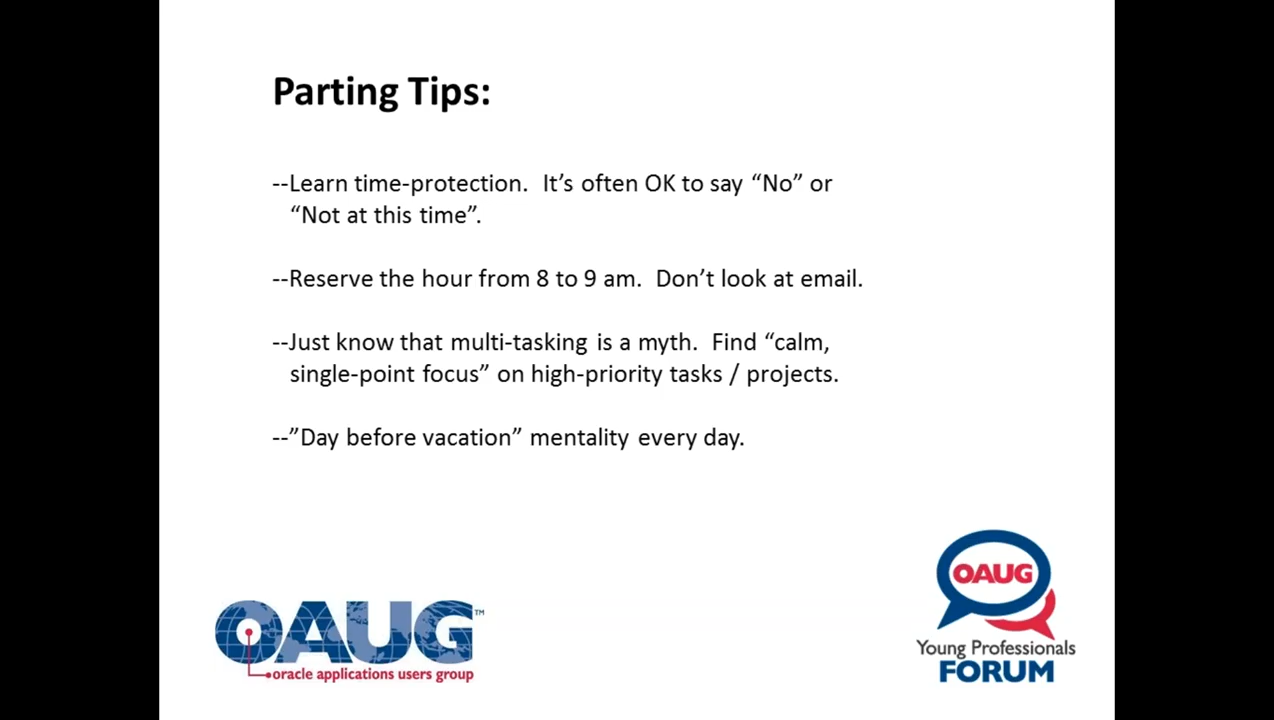 Parting Tips:
--Learn time-protection.  It’s often OK to say “No” or
“Not at this time”.
--Reserve the hour from 8 to 9 am.  Don’t look at email.
--Just know that multi-tasking is a myth.  Find “calm,
single-point focus” on high-priority tasks / projects.
--”Day before vacation” mentality every day.
OAUG™
oracle applications users group
OAUG
Young Professionals
FORUM